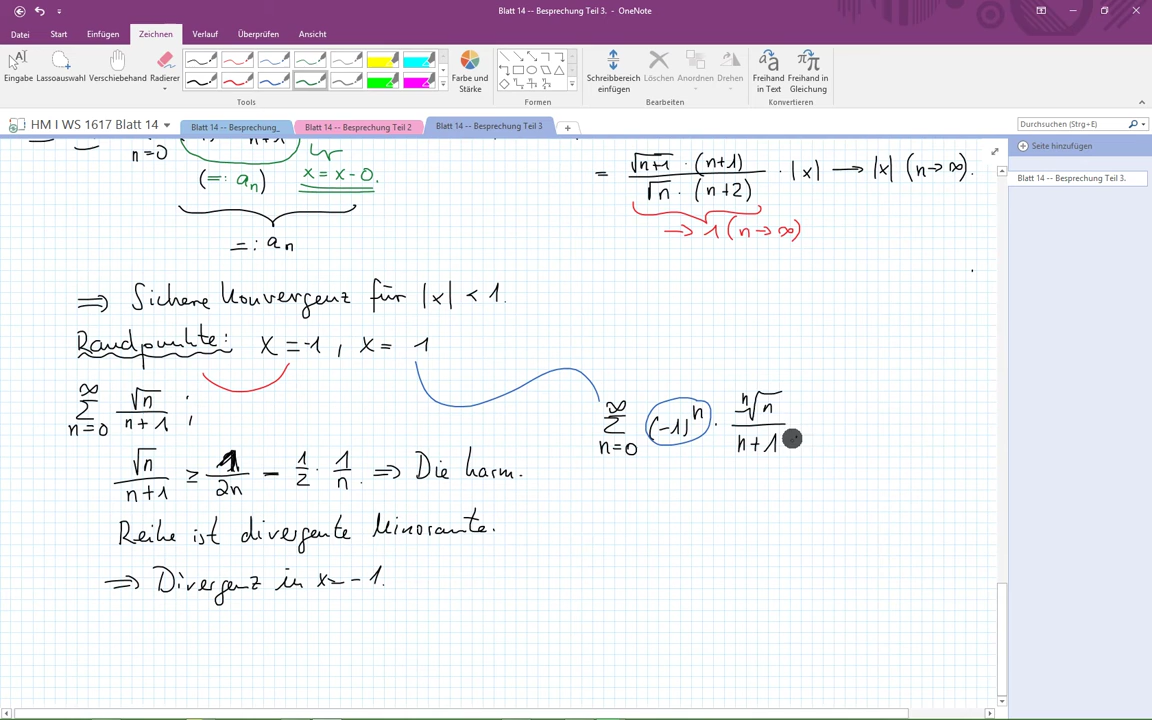 Blatt 14 -- Besprechung Teil 3. - OneNote
Datei Start Einfügen Zeichnen Verlauf Überprüfen Ansicht
Eingabe Lassoauswahl Verschiebehand Radierer Farbe und Stärke Schreibbereich einfügen Löschen Anordnen Drehen Freihand in Text Freihand in Gleichung
Tools Formen Bearbeiten Konvertieren
HM I WS 1617 Blatt 14 Blatt 14 -- Besprechung_ Blatt 14 -- Besprechung Teil 2 Blatt 14 -- Besprechung Teil 3 Durchsuchen (Strg+E)
Seite hinzufügen
Blatt 14 -- Besprechung Teil 3.
n=0 n+1
(=: an) x = x-0.
=: an
= √n+1 · (n+1) / √n · (n+2) · |x| → |x| (n→∞).
→ 1 (n→∞)
⇒ Sichere Konvergenz für |x| < 1.
Randpunkte: x = -1, x = 1
∞ Σ n=0 √n / n+1 ;
∞ Σ n=0 (-1)^n · n√n / n+1
√n / n+1 ≥ 1 / 2n = 1/2 · 1/n ⇒ Die harm.
Reihe ist divergente Minorante.
⇒ Divergenz in x = -1.